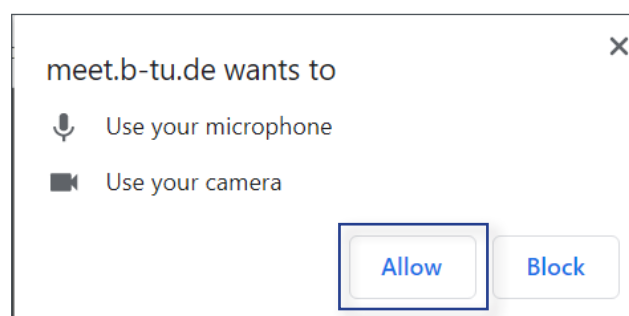 meet.b-tu.de wants to
Use your microphone
Use your camera
Allow Block